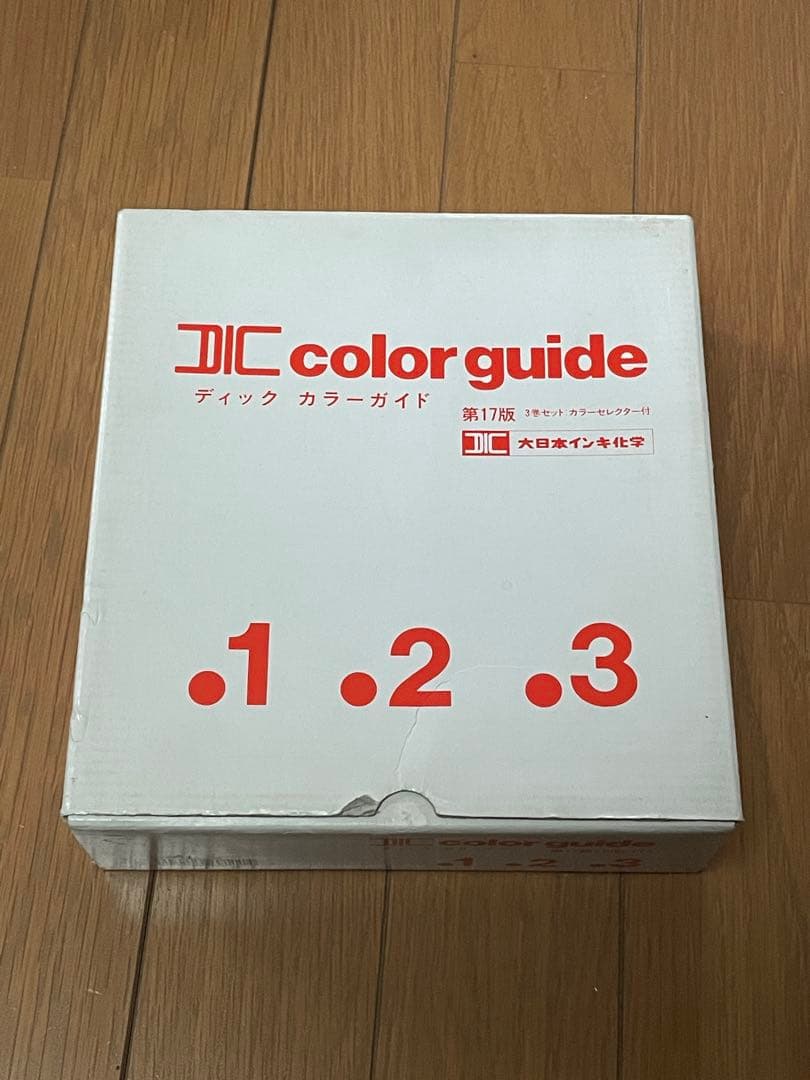 DIC color guide
ディック カラーガイド
第17版 3巻セット カラーセレクター付
DIC 大日本インキ化学
.1 .2 .3
DIC color guide
.1 .2 .3